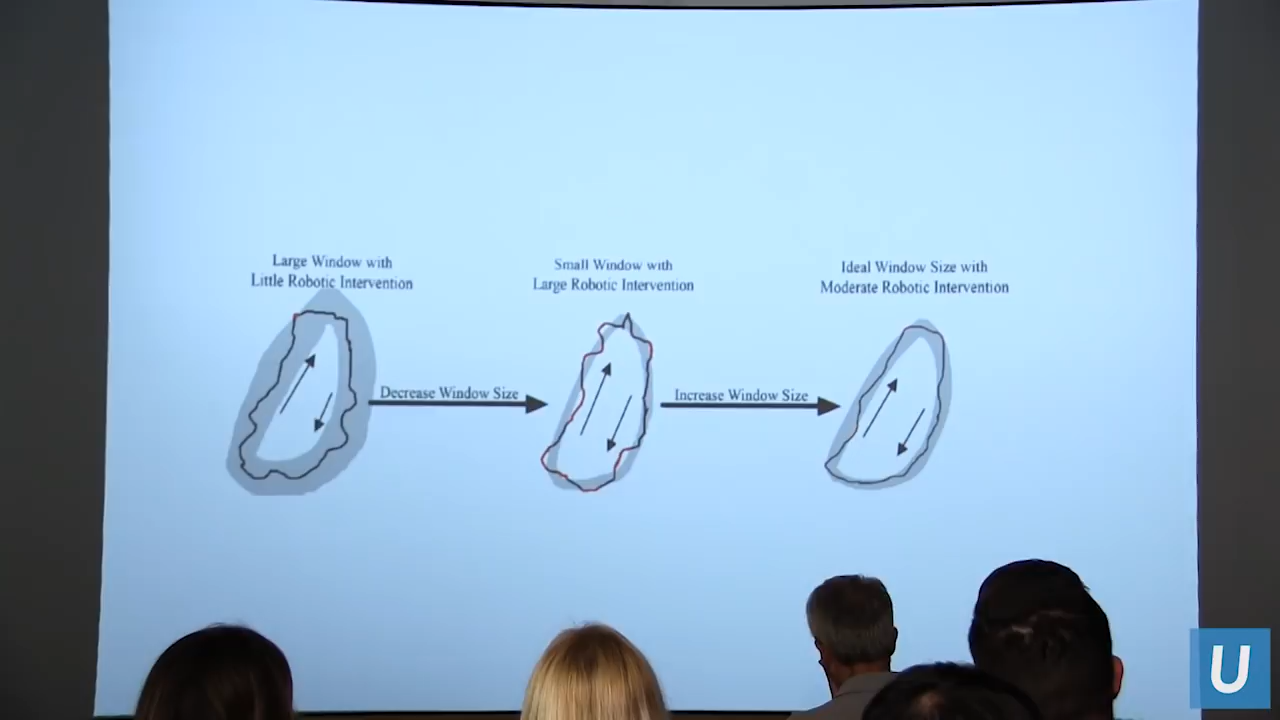 Large Window with
Little Robotic Intervention
Small Window with
Large Robotic Intervention
Ideal Window Size with
Moderate Robotic Intervention
Decrease Window Size
Increase Window Size
U